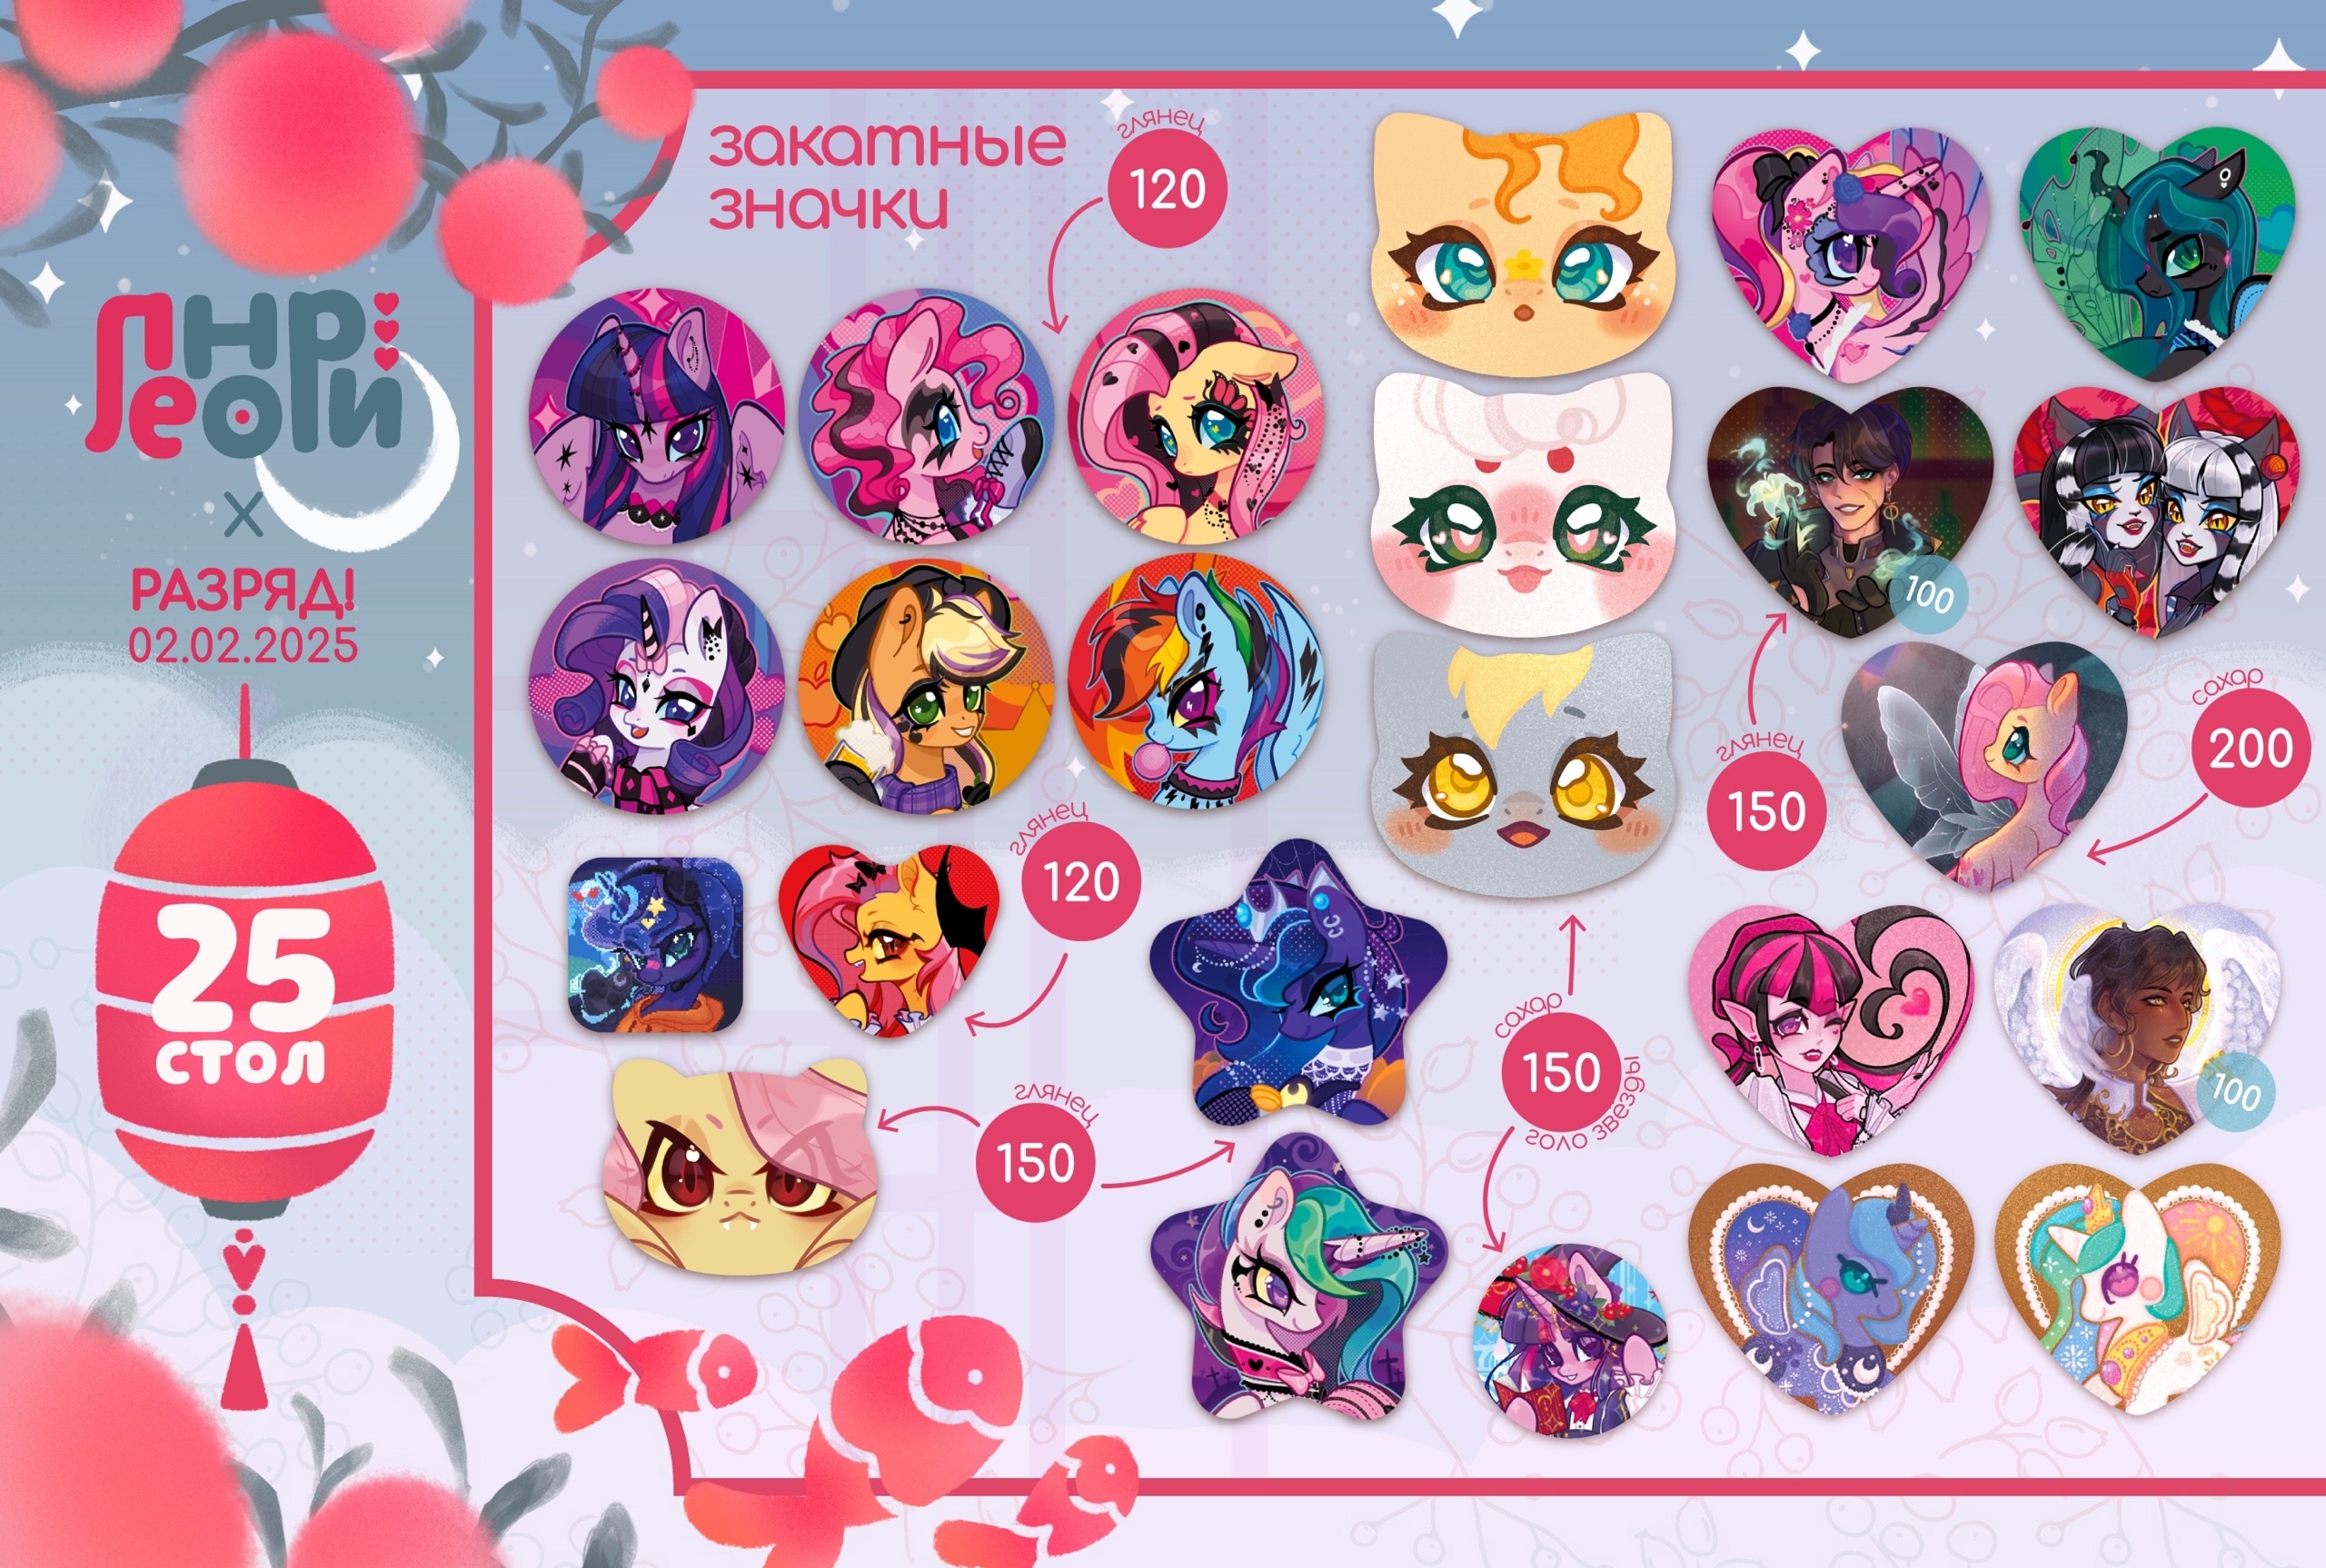 ЛНР
леоги
x
РАЗРЯД!
02.02.2025
25
стол
закатные
значки
глянец
120
глянец
120
глянец
150
сахар
150
голо звезды
глянец
150
100
сахар
200
100